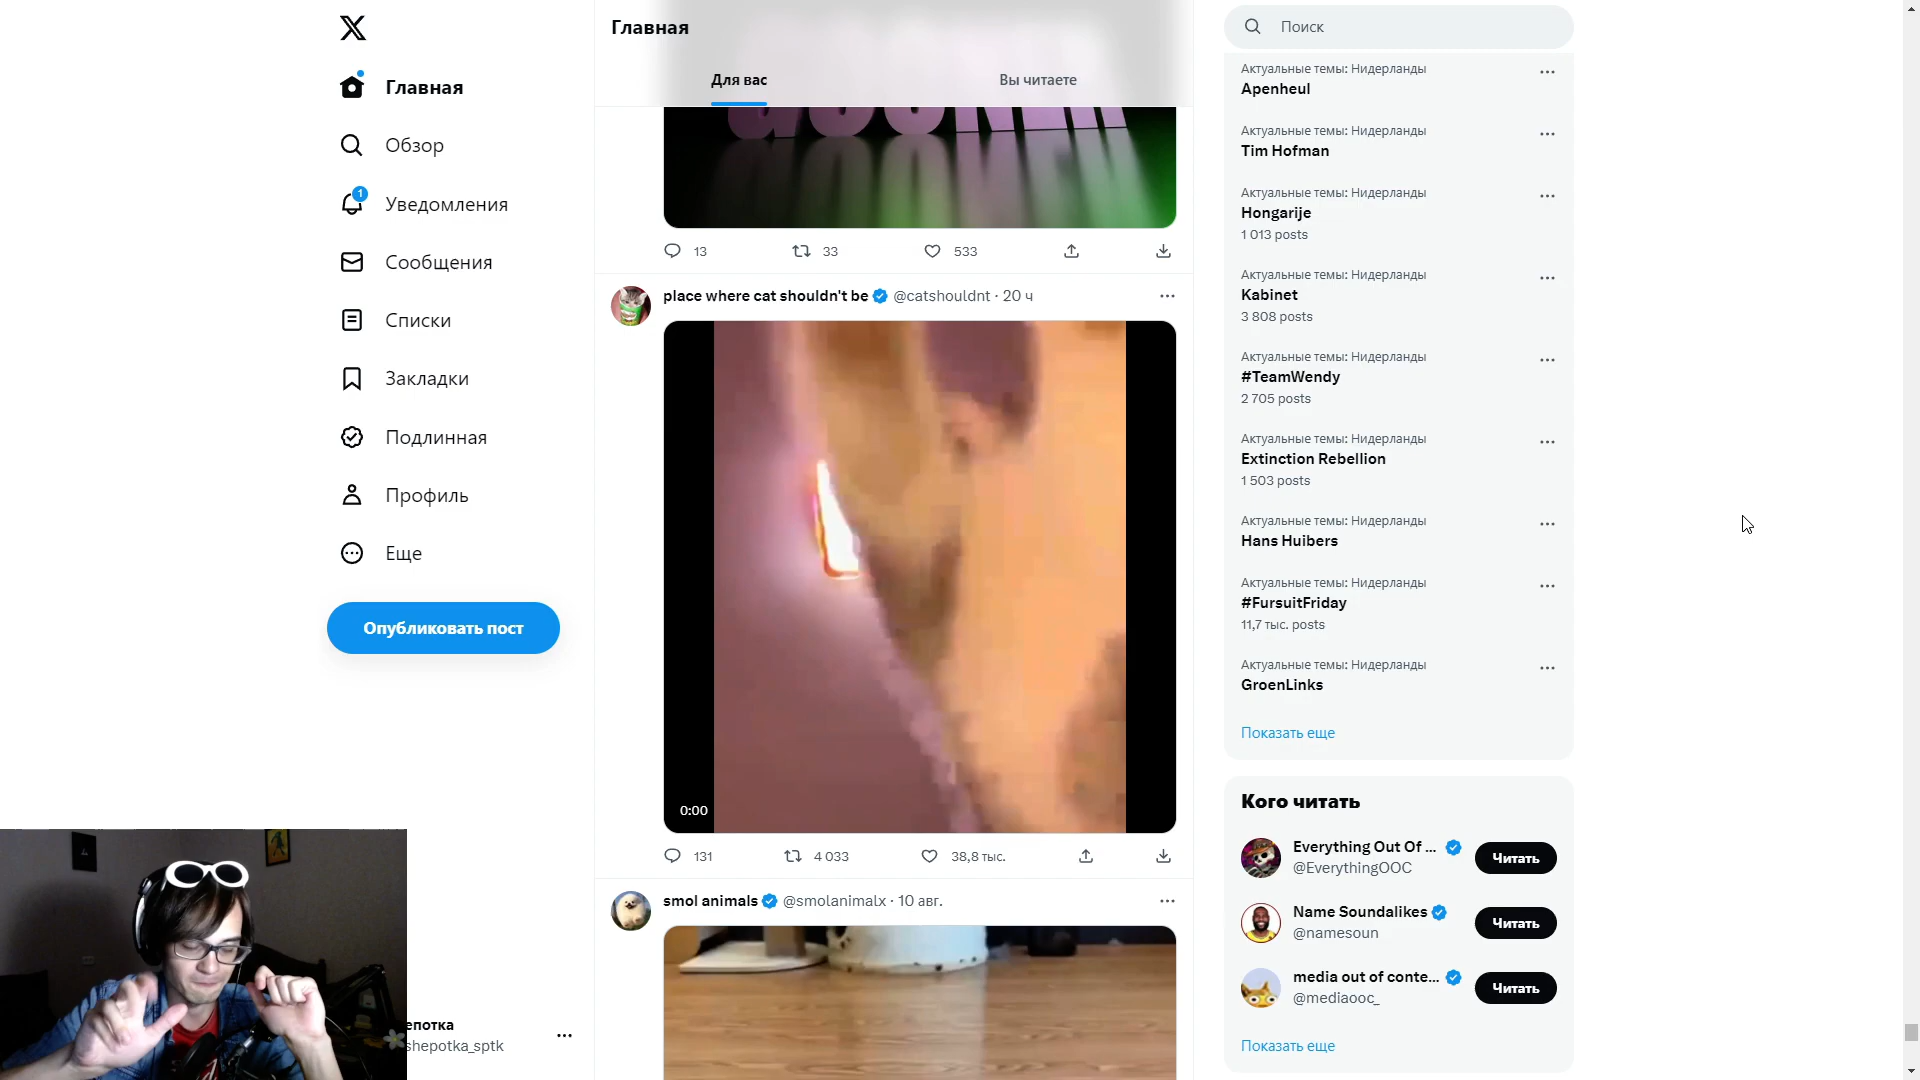 Главная
Обзор
1
Уведомления
Сообщения
Списки
Закладки
Подлинная
Профиль
Еще
Опубликовать пост
епотка
shepotka_sptk
Главная
Для вас
Вы читаете
13
33
533
place where cat shouldn't be @catshouldnt · 20 ч
0:00
131
4 033
38,8 тыс.
smol animals @smolanimalx · 10 авг.
Поиск
Актуальные темы: Нидерланды
Apenheul
Актуальные темы: Нидерланды
Tim Hofman
Актуальные темы: Нидерланды
Hongarije
1 013 posts
Актуальные темы: Нидерланды
Kabinet
3 808 posts
Актуальные темы: Нидерланды
#TeamWendy
2 705 posts
Актуальные темы: Нидерланды
Extinction Rebellion
1 503 posts
Актуальные темы: Нидерланды
Hans Huibers
Актуальные темы: Нидерланды
#FursuitFriday
11,7 тыс. posts
Актуальные темы: Нидерланды
GroenLinks
Показать еще
Кого читать
Everything Out Of ...
@EverythingOOC
Читать
Name Soundalikes
@namesoun
Читать
media out of conte...
@mediaooc_
Читать
Показать еще